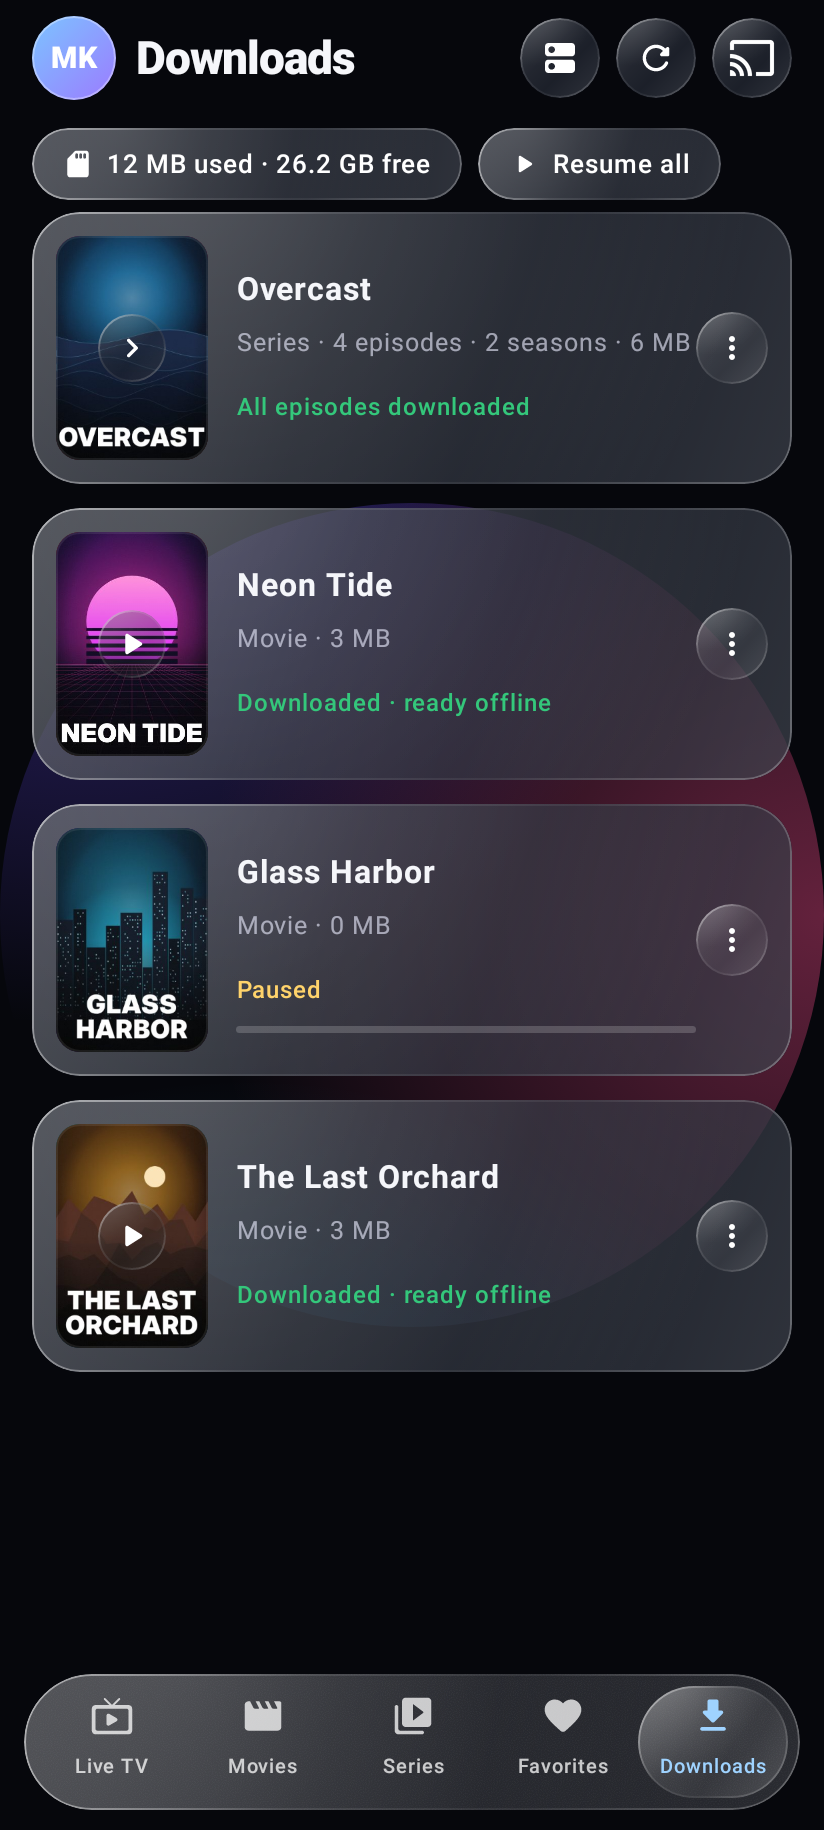 MK Downloads
12 MB used · 26.2 GB free
Resume all
OVERCAST
Overcast
Series · 4 episodes · 2 seasons · 6 MB
All episodes downloaded
NEON TIDE
Neon Tide
Movie · 3 MB
Downloaded · ready offline
GLASS
HARBOR
Glass Harbor
Movie · 0 MB
Paused
THE LAST
ORCHARD
The Last Orchard
Movie · 3 MB
Downloaded · ready offline
Live TV
Movies
Series
Favorites
Downloads